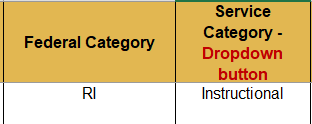 Federal Category
Service
Category -
Dropdown
button
RI
Instructional